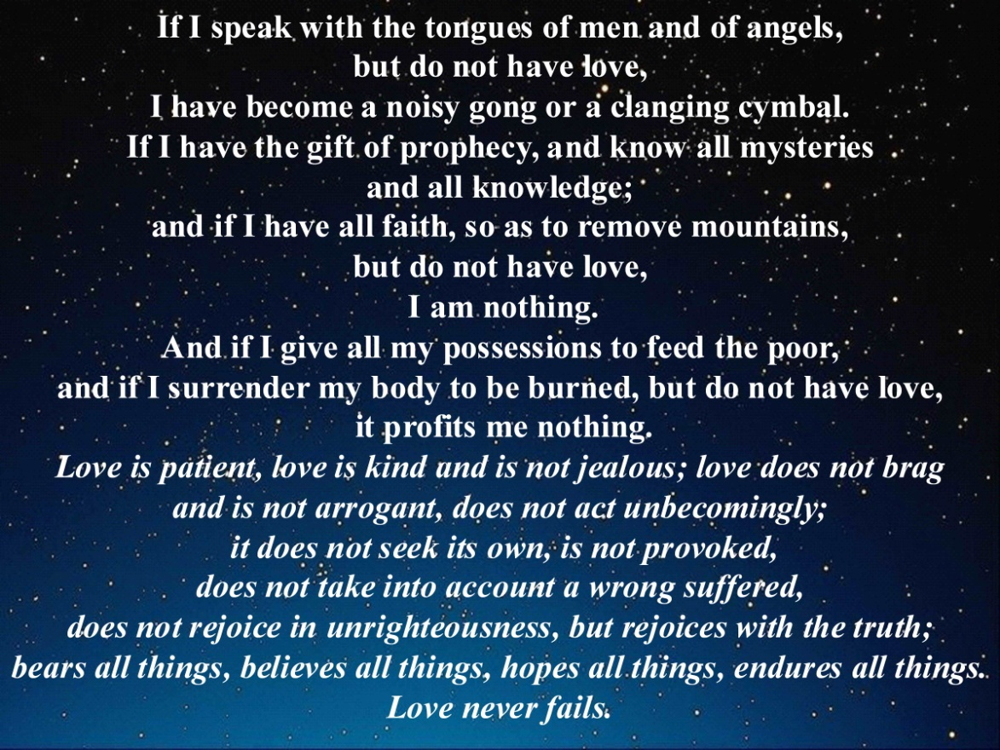 If I speak with the tongues of men and of angels,
but do not have love,
I have become a noisy gong or a clanging cymbal.
If I have the gift of prophecy, and know all mysteries
and all knowledge;
and if I have all faith, so as to remove mountains,
but do not have love,
I am nothing.
And if I give all my possessions to feed the poor,
and if I surrender my body to be burned, but do not have love,
it profits me nothing.
Love is patient, love is kind and is not jealous; love does not brag
and is not arrogant, does not act unbecomingly;
it does not seek its own, is not provoked,
does not take into account a wrong suffered,
does not rejoice in unrighteousness, but rejoices with the truth;
bears all things, believes all things, hopes all things, endures all things.
Love never fails.